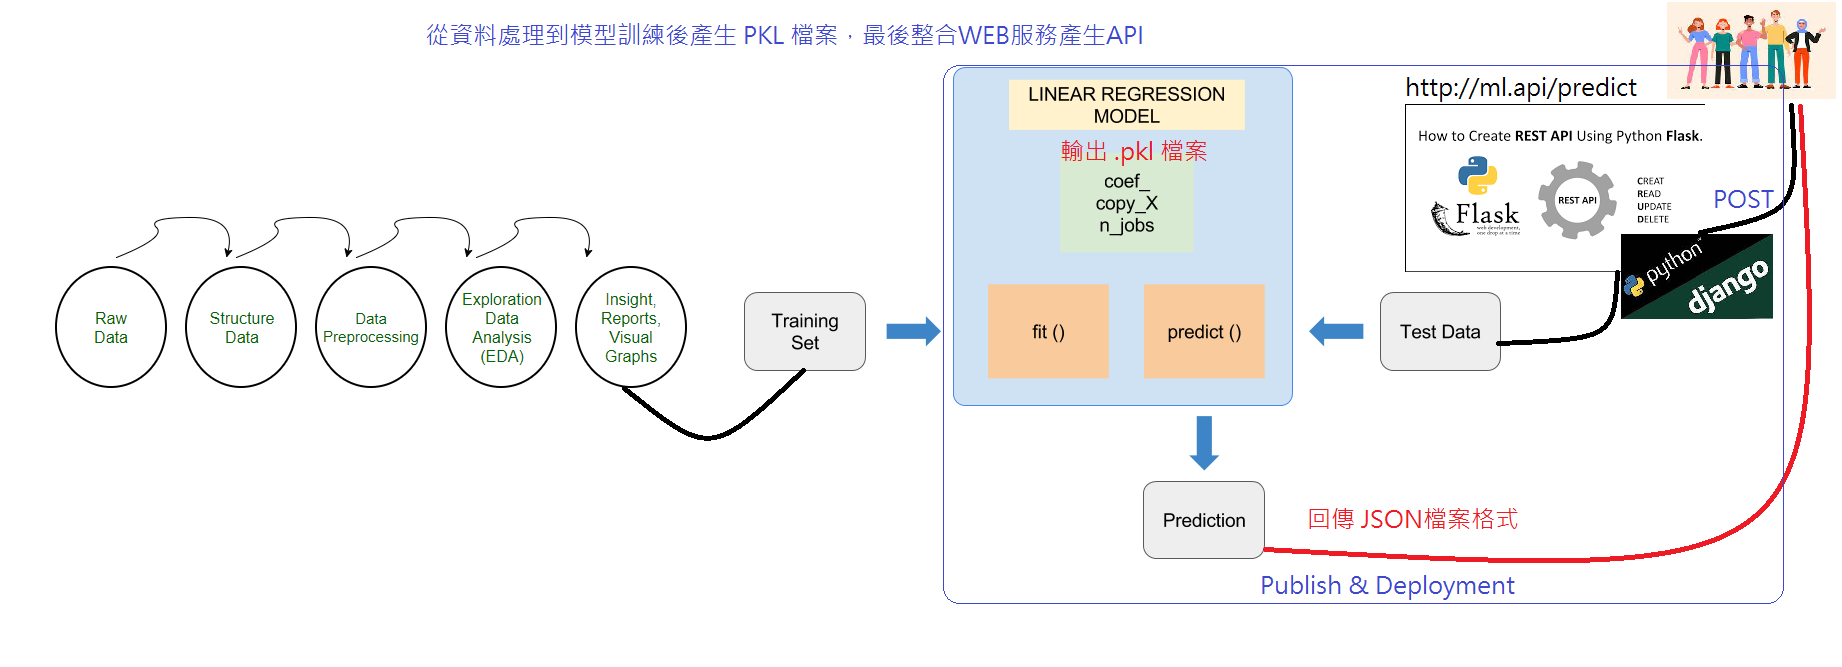 從資料處理到模型訓練後產生 PKL 檔案，最後整合WEB服務產生API
Raw
Data
Structure
Data
Data
Preprocessing
Exploration
Data
Analysis
(EDA)
Insight,
Reports,
Visual
Graphs
Training
Set
LINEAR REGRESSION
MODEL
輸出 .pkl 檔案
coef_
copy_X
n_jobs
fit ()
predict ()
http://ml.api/predict
How to Create REST API Using Python Flask.
Flask
web development,
one drop at a time
REST API
CREAT
READ
UPDATE
DELETE
POST
python™
django
Test Data
Prediction
回傳 JSON檔案格式
Publish & Deployment